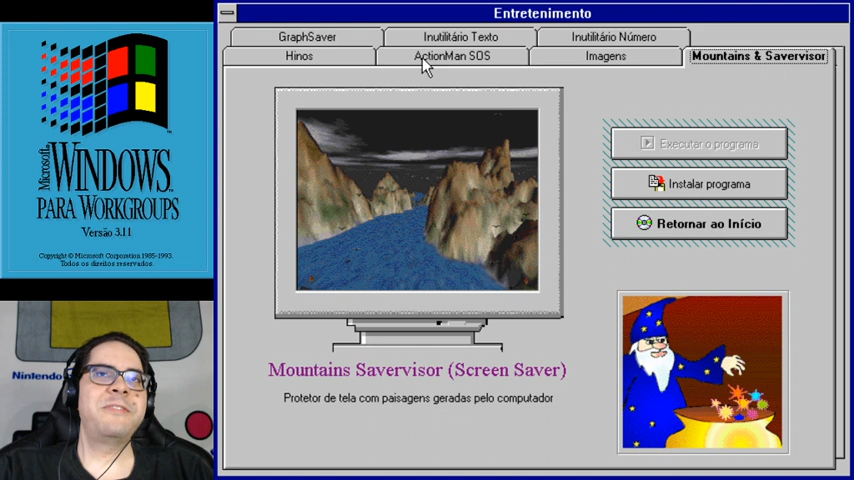 Microsoft
WINDOWS
PARA WORKGROUPS
Versão 3.11
Copyright © Microsoft Corporation 1985-1993.
Todos os direitos reservados.
Nintendo
Entretenimento
GraphSaver
Inutilitário Texto
Inutilitário Número
Hinos
ActionMan SOS
Imagens
Mountains & Savervisor
Executar o programa
Instalar programa
Retornar ao Início
Mountains Savervisor (Screen Saver)
Protetor de tela com paisagens geradas pelo computador